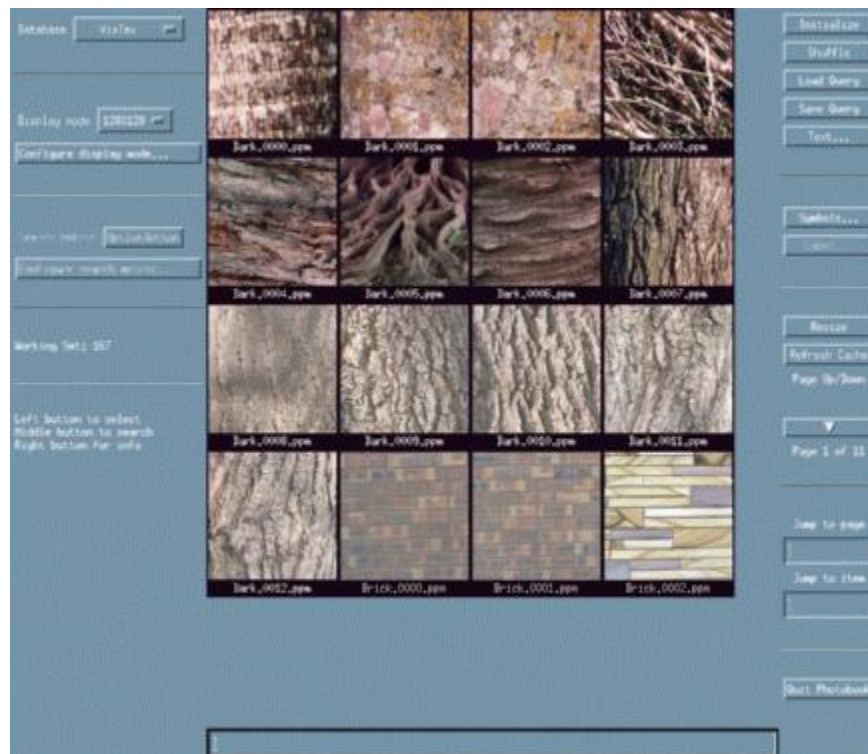 Database VisTex
Display mode 128x128
Configure display mode...
Configure search metric...
Working Set: 167
Left button to select
Middle button to search
Right button for info
Bark.0000.ppm Bark.0001.ppm Bark.0002.ppm Bark.0003.ppm
Bark.0004.ppm Bark.0005.ppm Bark.0006.ppm Bark.0007.ppm
Bark.0008.ppm Bark.0009.ppm Bark.0010.ppm Bark.0011.ppm
Bark.0012.ppm Brick.0000.ppm Brick.0001.ppm Brick.0002.ppm
Initialize
Shuffle
Load Query
Save Query
Text...
Symbols...
Label
Resize
Refresh Cache
Page Up/Down
Page 1 of 11
Jump to page
Jump to item
Quit Photobook